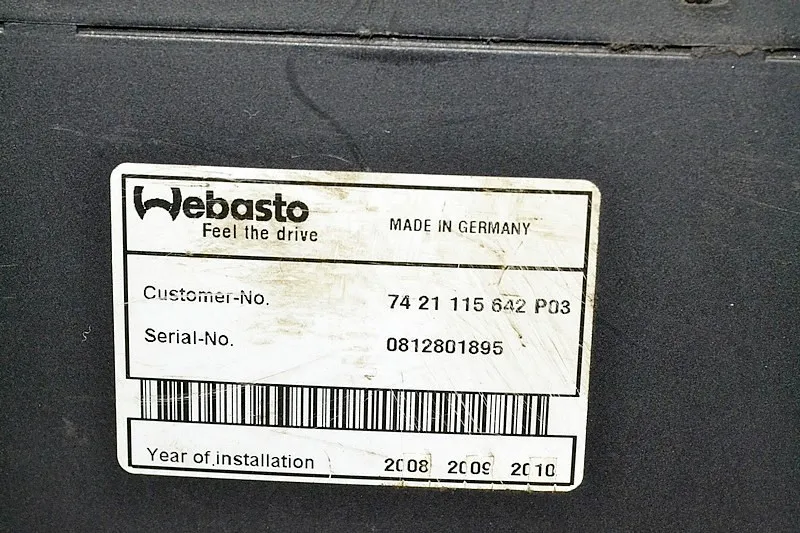 Webasto
Feel the drive
MADE IN GERMANY
Customer-No. 74 21 115 642 P03
Serial-No. 0812801895
Year of installation 2008 2009 2010